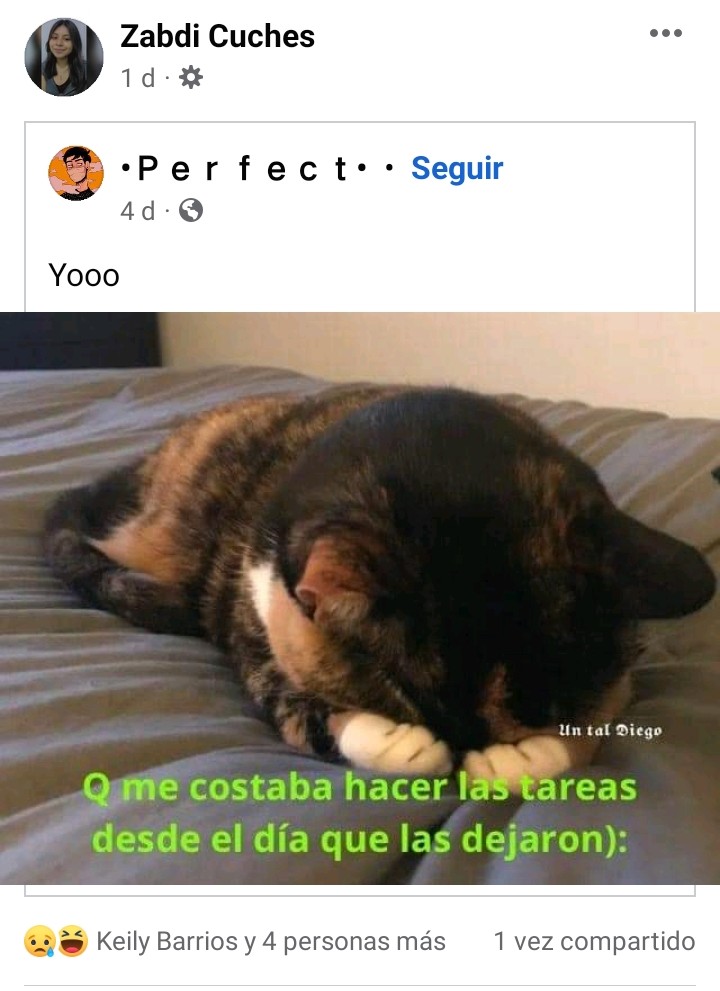 Zabdi Cuches
1 d ·
•P e r f e c t• • Seguir
4 d ·
Yooo
Un tal Diego
Q me costaba hacer las tareas
desde el día que las dejaron):
Keily Barrios y 4 personas más 1 vez compartido